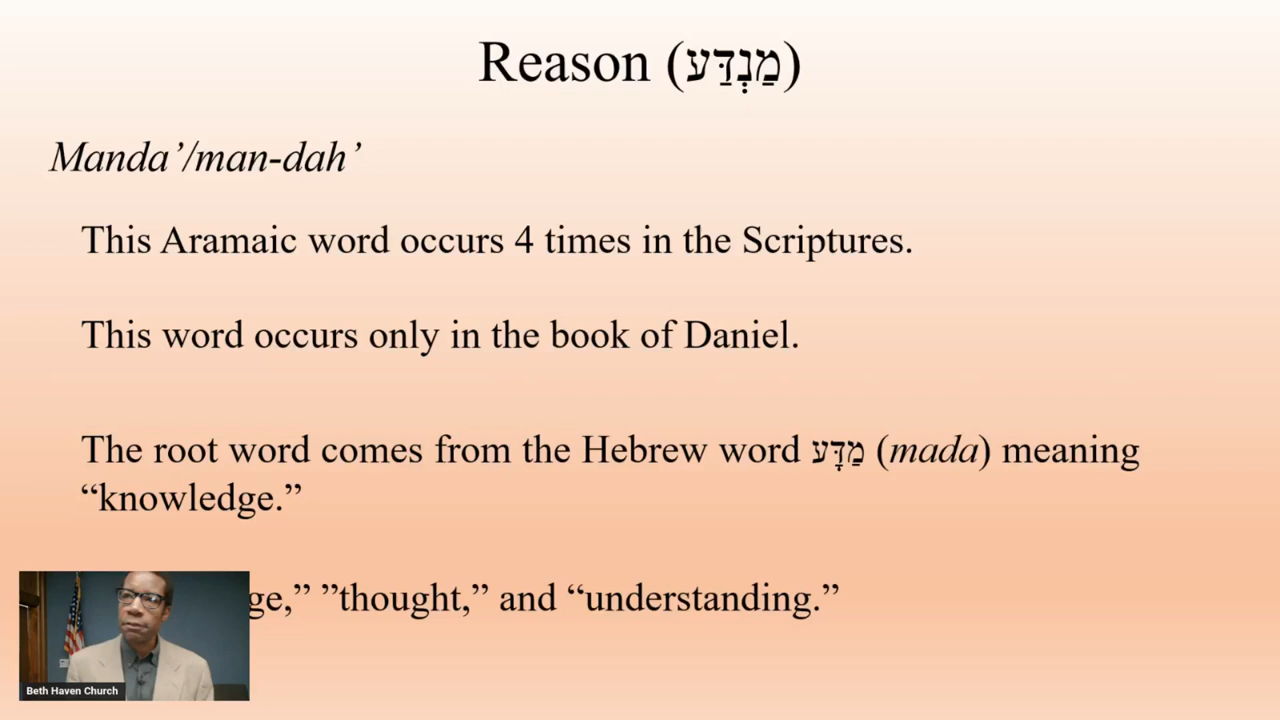 Reason (מַנְדַּע)
Manda’/man-dah’
This Aramaic word occurs 4 times in the Scriptures.
This word occurs only in the book of Daniel.
The root word comes from the Hebrew word מַדָּע (mada) meaning
“knowledge.”
ge,” ”thought,” and “understanding.”
Beth Haven Church